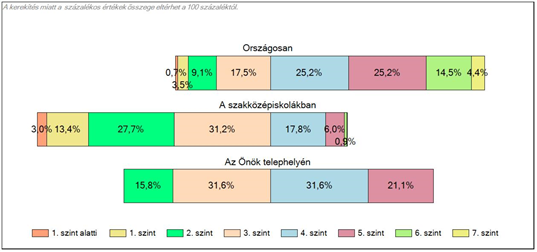 A kerekítés miatt a százalékos értékek összege eltérhet a 100 százaléktól.
Országosan
0,7% 3,5% 9,1% 17,5% 25,2% 25,2% 14,5% 4,4%
A szakközépiskolákban
3,0% 13,4% 27,7% 31,2% 17,8% 6,0% 0,9%
Az Önök telephelyén
15,8% 31,6% 31,6% 21,1%
1. szint alatti 1. szint 2. szint 3. szint 4. szint 5. szint 6. szint 7. szint